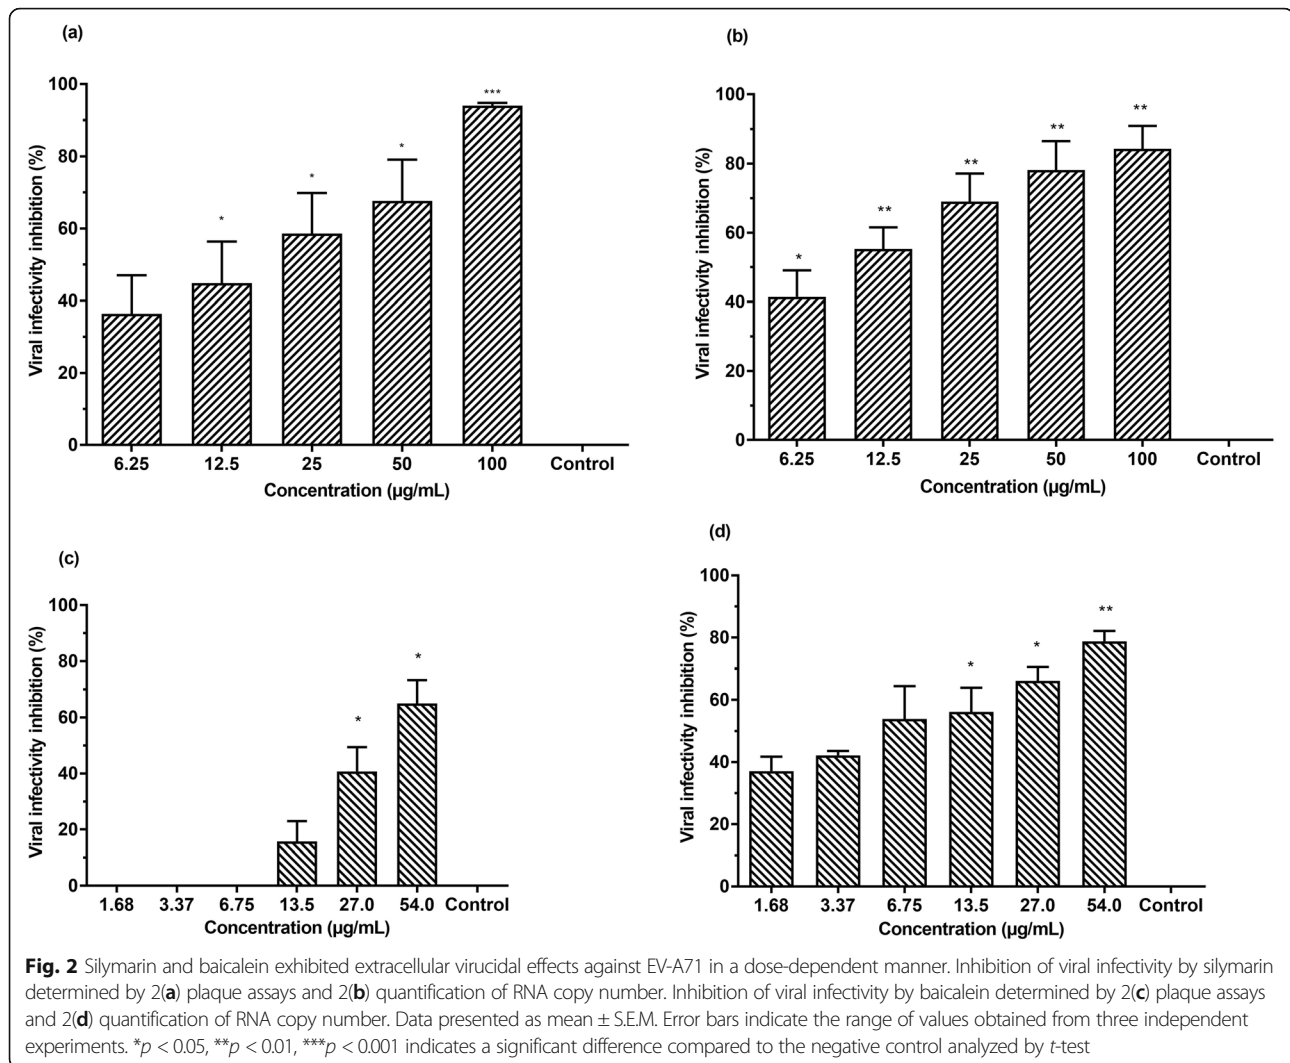 (a)
Viral infectivity inhibition (%)
100
80
60
40
20
0
***
*
*
*
6.25 12.5 25 50 100 Control
Concentration (µg/mL)
(b)
Viral infectivity inhibition (%)
100
80
60
40
20
0
*
**
**
**
**
6.25 12.5 25 50 100 Control
Concentration (µg/mL)
(c)
Viral infectivity inhibition (%)
100
80
60
40
20
0
*
*
1.68 3.37 6.75 13.5 27.0 54.0 Control
Concentration (µg/mL)
(d)
Viral infectivity inhibition (%)
100
80
60
40
20
0
*
*
**
1.68 3.37 6.75 13.5 27.0 54.0 Control
Concentration (µg/mL)
Fig. 2 Silymarin and baicalein exhibited extracellular virucidal effects against EV-A71 in a dose-dependent manner. Inhibition of viral infectivity by silymarin
determined by 2(a) plaque assays and 2(b) quantification of RNA copy number. Inhibition of viral infectivity by baicalein determined by 2(c) plaque assays
and 2(d) quantification of RNA copy number. Data presented as mean ± S.E.M. Error bars indicate the range of values obtained from three independent
experiments. *p < 0.05, **p < 0.01, ***p < 0.001 indicates a significant difference compared to the negative control analyzed by t-test